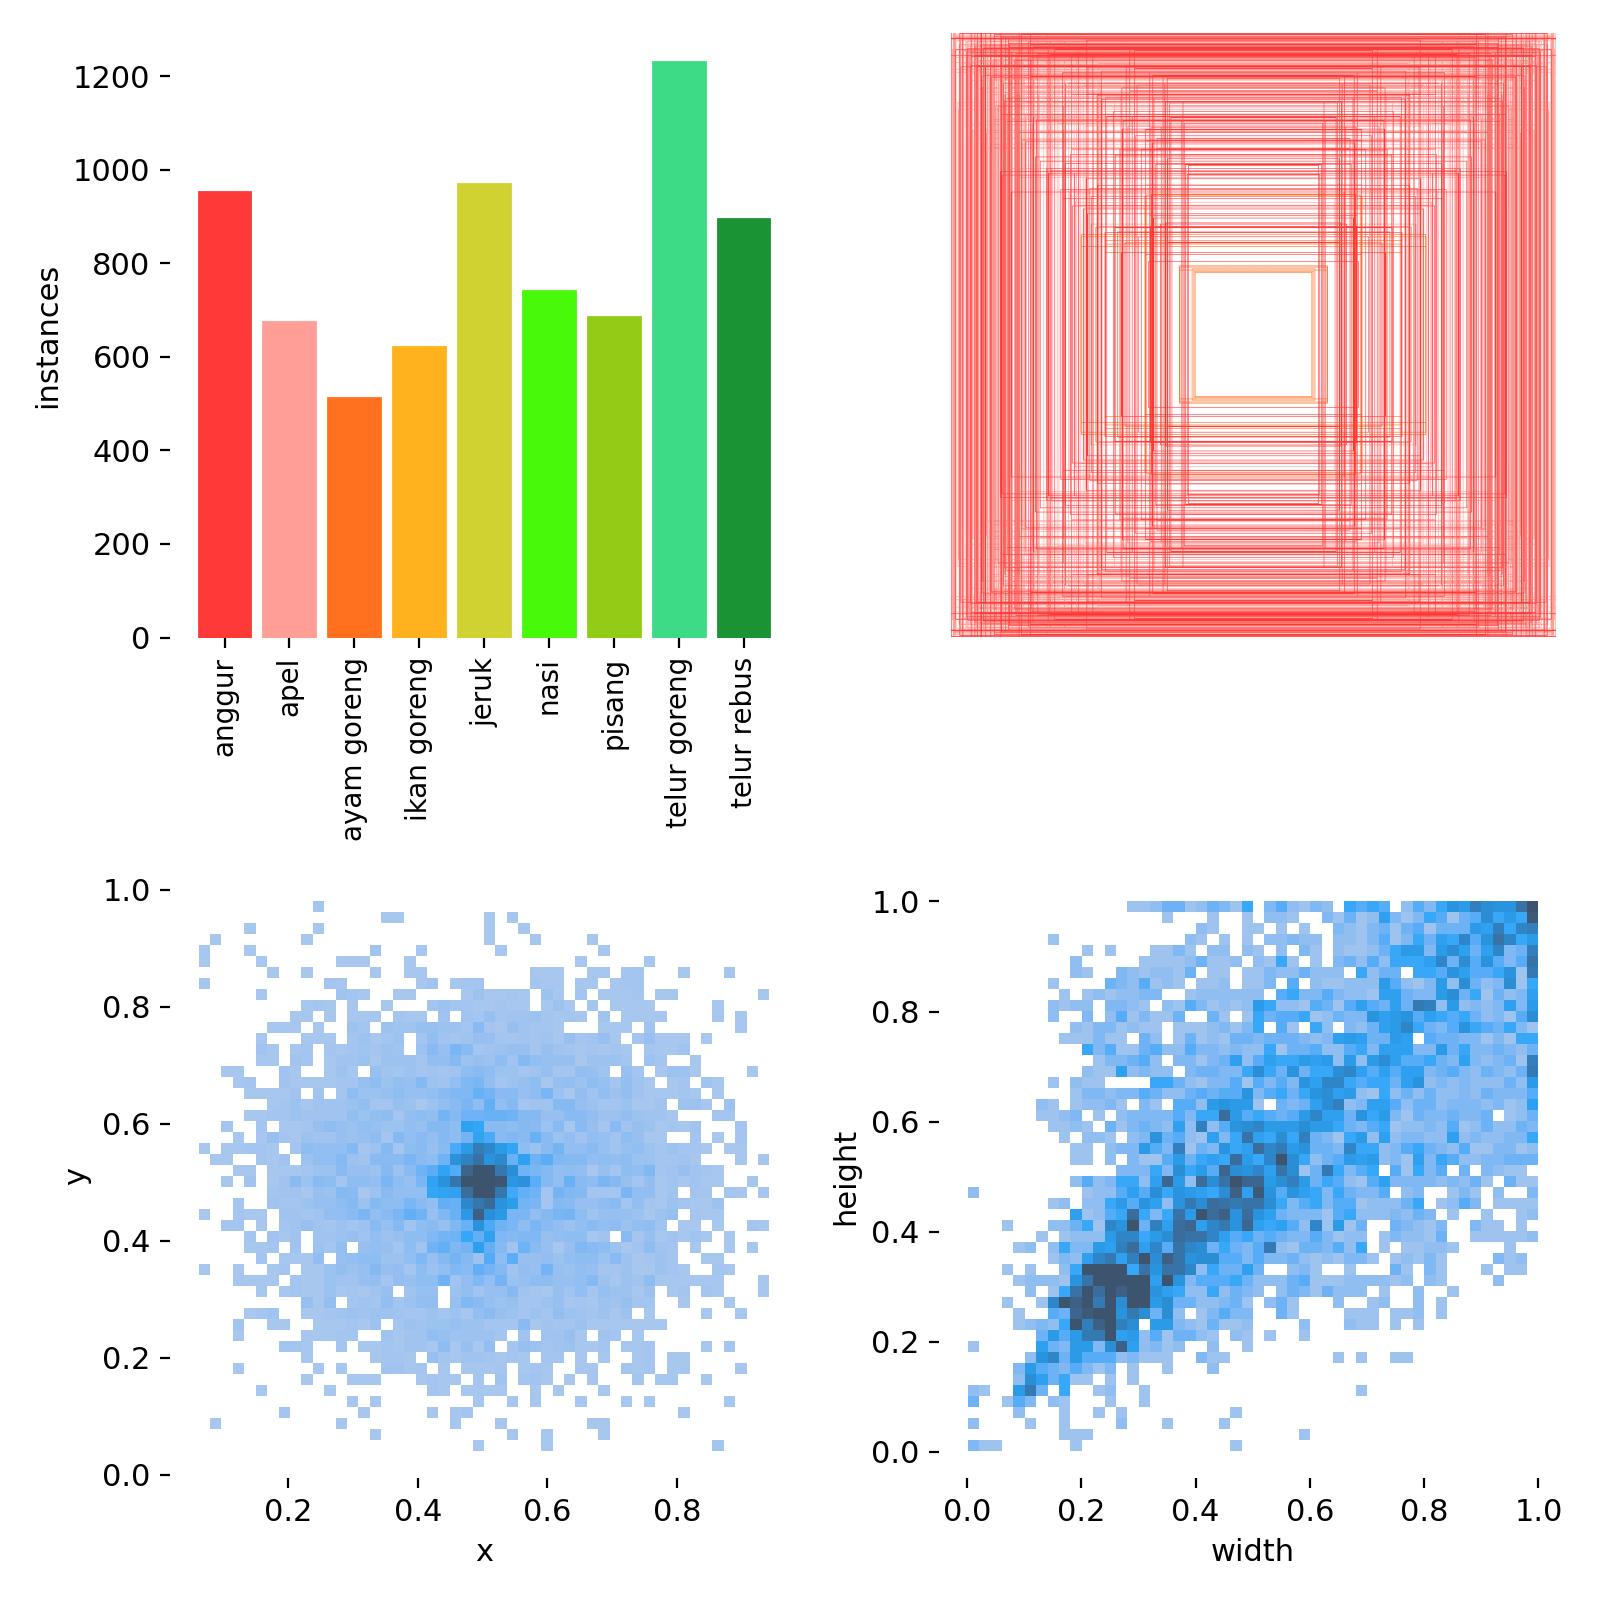 1200
1000
800
600
400
200
0
instances
anggur
apel
ayam goreng
ikan goreng
jeruk
nasi
pisang
telur goreng
telur rebus
1.0
0.8
0.6
0.4
0.2
0.0
y
0.2 0.4 0.6 0.8
x
1.0
0.8
0.6
0.4
0.2
0.0
height
0.0 0.2 0.4 0.6 0.8 1.0
width